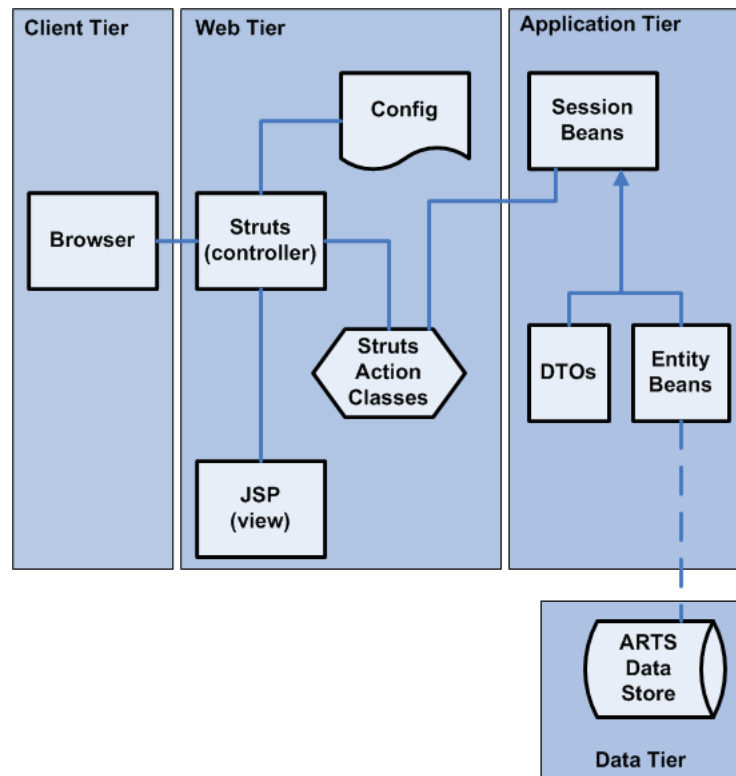 Client Tier
Web Tier
Application Tier
Config
Session
Beans
Browser
Struts
(controller)
Struts
Action
Classes
DTOs
Entity
Beans
JSP
(view)
ARTS
Data
Store
Data Tier